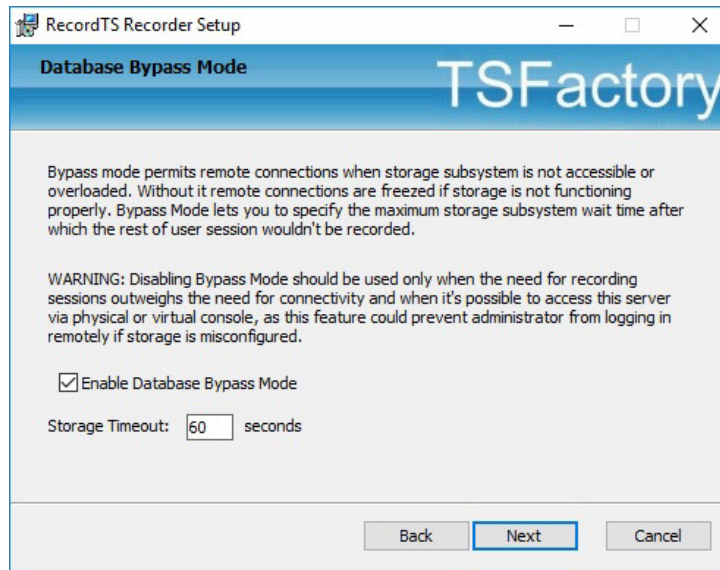 RecordTS Recorder Setup
Database Bypass Mode
TSFactory
Bypass mode permits remote connections when storage subsystem is not accessible or
overloaded. Without it remote connections are freezed if storage is not functioning
properly. Bypass Mode lets you to specify the maximum storage subsystem wait time after
which the rest of user session wouldn't be recorded.
WARNING: Disabling Bypass Mode should be used only when the need for recording
sessions outweighs the need for connectivity and when it's possible to access this server
via physical or virtual console, as this feature could prevent administrator from logging in
remotely if storage is misconfigured.
Enable Database Bypass Mode
Storage Timeout: 60 seconds
Back Next Cancel